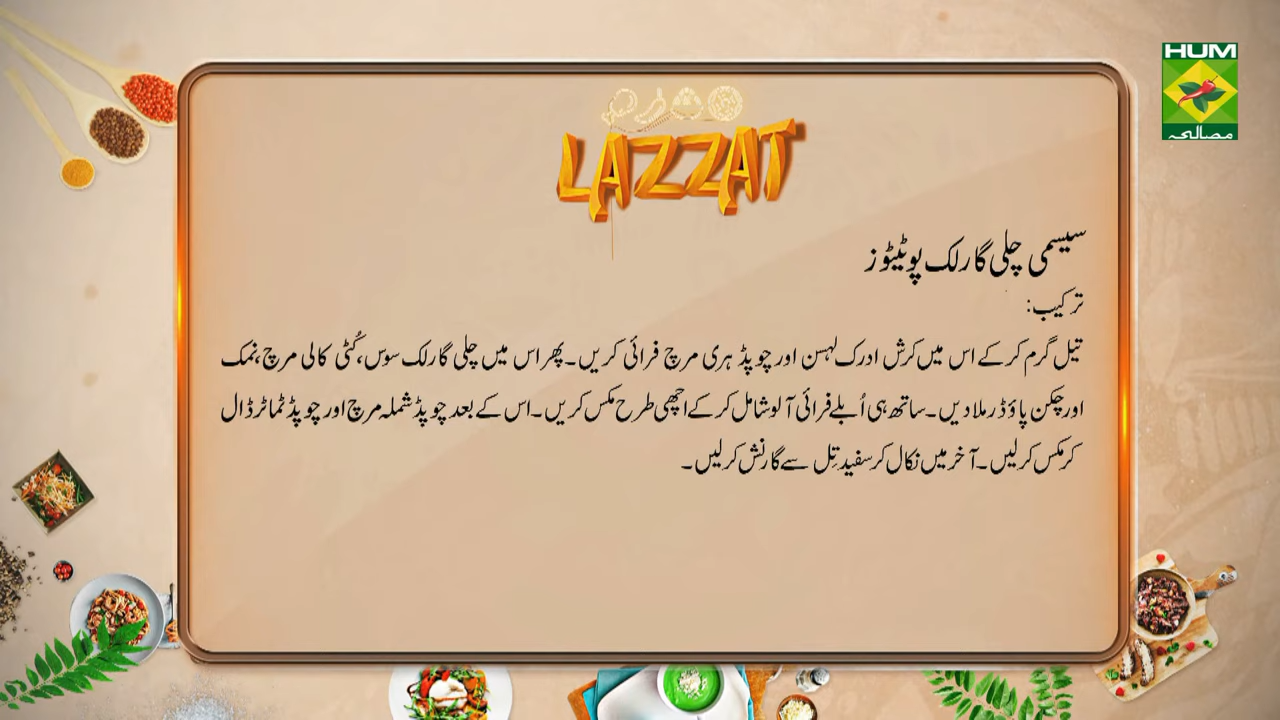 HUM
مصالحہ
LAZZAT
سیسمی چلی گارلک پوٹیٹوز
ترکیب:
تیل گرم کر کے اس میں کرش ادرک لہسن اور چوپڈ ہری مرچ فرائی کریں۔ پھر اس میں چلی گارلک سوس، کُٹی کالی مرچ، نمک
اور چکن پاؤڈر ملا دیں۔ ساتھ ہی اُبلے فرائی آلو شامل کر کے اچھی طرح مکس کریں۔ اس کے بعد چوپڈ شملہ مرچ اور چوپڈ ٹماٹر ڈال
کر مکس کر لیں۔ آخر میں نکال کر سفید تِل سے گارنش کر لیں۔